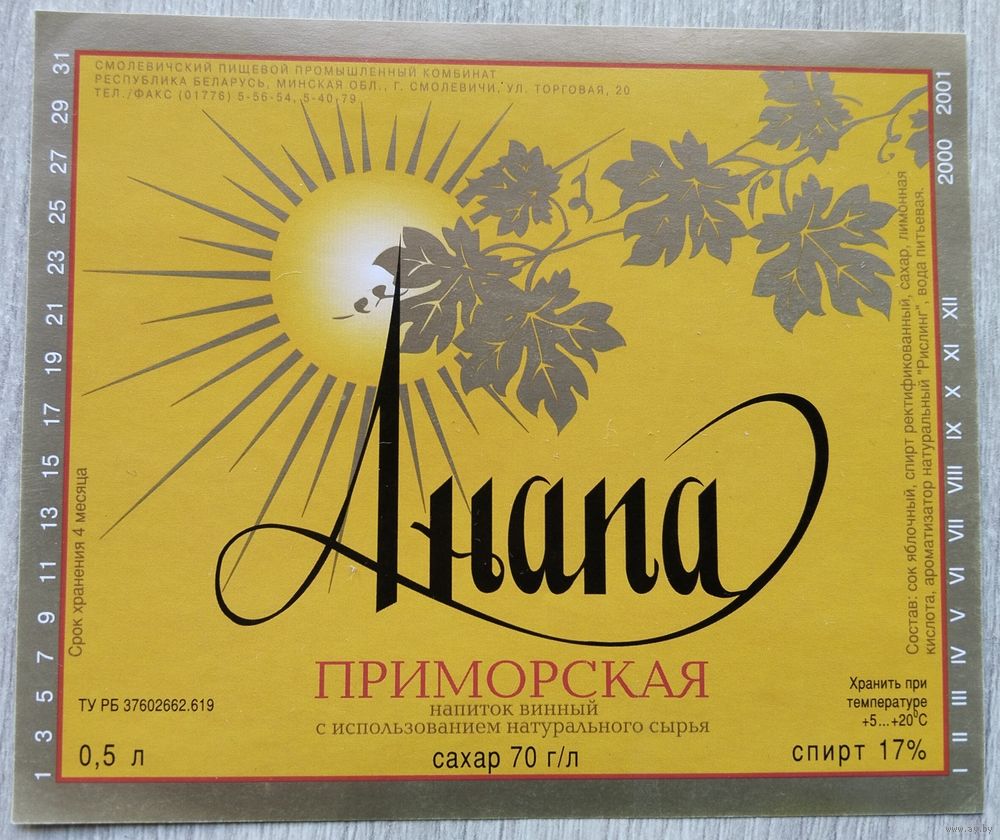 СМОЛЕВИЧСКИЙ ПИЩЕВОЙ ПРОМЫШЛЕННЫЙ КОМБИНАТ
РЕСПУБЛИКА БЕЛАРУСЬ, МИНСКАЯ ОБЛ., Г. СМОЛЕВИЧИ, УЛ. ТОРГОВАЯ, 20
ТЕЛ./ФАКС (01776) 5-56-54, 5-40-79
1 3 5 7 9 11 13 15 17 19 21 23 25 27 29 31
Срок хранения 4 месяца
Анапа
ПРИМОРСКАЯ
напиток винный
с использованием натурального сырья
ТУ РБ 37602662.619
0,5 л
сахар 70 г/л
спирт 17%
Хранить при
температуре
+5...+20°С
Состав: сок яблочный, спирт ректификованный, сахар, лимонная
кислота, ароматизатор натуральный "Рислинг", вода питьевая.
I II III IV V VI VII VIII IX X XI XII 2000 2001
www.ay.by